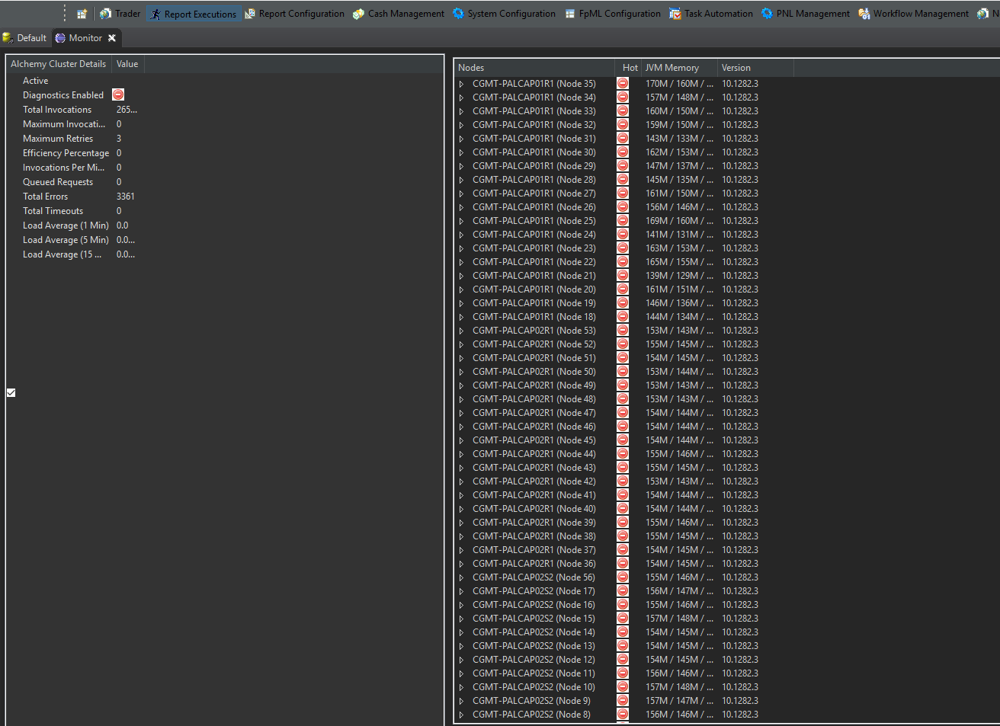 Trader Report Executions Report Configuration Cash Management System Configuration FpML Configuration Task Automation PNL Management Workflow Management N
Default Monitor
Alchemy Cluster Details Value
Active
Diagnostics Enabled
Total Invocations 265...
Maximum Invocati... 0
Maximum Retries 3
Efficiency Percentage 0
Invocations Per Mi... 0
Queued Requests 0
Total Errors 3361
Total Timeouts 0
Load Average (1 Min) 0.0
Load Average (5 Min) 0.0...
Load Average (15 ... 0.0...
Nodes Hot JVM Memory Version
CGMT-PALCAP01R1 (Node 35) 170M / 160M / ... 10.1282.3
CGMT-PALCAP01R1 (Node 34) 157M / 148M / ... 10.1282.3
CGMT-PALCAP01R1 (Node 33) 160M / 150M / ... 10.1282.3
CGMT-PALCAP01R1 (Node 32) 159M / 150M / ... 10.1282.3
CGMT-PALCAP01R1 (Node 31) 143M / 133M / ... 10.1282.3
CGMT-PALCAP01R1 (Node 30) 162M / 153M / ... 10.1282.3
CGMT-PALCAP01R1 (Node 29) 147M / 137M / ... 10.1282.3
CGMT-PALCAP01R1 (Node 28) 145M / 135M / ... 10.1282.3
CGMT-PALCAP01R1 (Node 27) 161M / 150M / ... 10.1282.3
CGMT-PALCAP01R1 (Node 26) 156M / 146M / ... 10.1282.3
CGMT-PALCAP01R1 (Node 25) 169M / 160M / ... 10.1282.3
CGMT-PALCAP01R1 (Node 24) 141M / 131M / ... 10.1282.3
CGMT-PALCAP01R1 (Node 23) 163M / 153M / ... 10.1282.3
CGMT-PALCAP01R1 (Node 22) 165M / 155M / ... 10.1282.3
CGMT-PALCAP01R1 (Node 21) 139M / 129M / ... 10.1282.3
CGMT-PALCAP01R1 (Node 20) 161M / 151M / ... 10.1282.3
CGMT-PALCAP01R1 (Node 19) 146M / 136M / ... 10.1282.3
CGMT-PALCAP01R1 (Node 18) 144M / 134M / ... 10.1282.3
CGMT-PALCAP02R1 (Node 53) 153M / 143M / ... 10.1282.3
CGMT-PALCAP02R1 (Node 52) 155M / 145M / ... 10.1282.3
CGMT-PALCAP02R1 (Node 51) 154M / 145M / ... 10.1282.3
CGMT-PALCAP02R1 (Node 50) 153M / 144M / ... 10.1282.3
CGMT-PALCAP02R1 (Node 49) 153M / 143M / ... 10.1282.3
CGMT-PALCAP02R1 (Node 48) 153M / 143M / ... 10.1282.3
CGMT-PALCAP02R1 (Node 47) 154M / 144M / ... 10.1282.3
CGMT-PALCAP02R1 (Node 46) 154M / 144M / ... 10.1282.3
CGMT-PALCAP02R1 (Node 45) 154M / 144M / ... 10.1282.3
CGMT-PALCAP02R1 (Node 44) 155M / 146M / ... 10.1282.3
CGMT-PALCAP02R1 (Node 43) 155M / 145M / ... 10.1282.3
CGMT-PALCAP02R1 (Node 42) 153M / 143M / ... 10.1282.3
CGMT-PALCAP02R1 (Node 41) 154M / 144M / ... 10.1282.3
CGMT-PALCAP02R1 (Node 40) 154M / 144M / ... 10.1282.3
CGMT-PALCAP02R1 (Node 39) 155M / 146M / ... 10.1282.3
CGMT-PALCAP02R1 (Node 38) 155M / 145M / ... 10.1282.3
CGMT-PALCAP02R1 (Node 37) 154M / 145M / ... 10.1282.3
CGMT-PALCAP02R1 (Node 36) 154M / 145M / ... 10.1282.3
CGMT-PALCAP02S2 (Node 56) 155M / 146M / ... 10.1282.3
CGMT-PALCAP02S2 (Node 17) 156M / 147M / ... 10.1282.3
CGMT-PALCAP02S2 (Node 16) 155M / 146M / ... 10.1282.3
CGMT-PALCAP02S2 (Node 15) 157M / 148M / ... 10.1282.3
CGMT-PALCAP02S2 (Node 14) 154M / 145M / ... 10.1282.3
CGMT-PALCAP02S2 (Node 13) 154M / 145M / ... 10.1282.3
CGMT-PALCAP02S2 (Node 12) 154M / 145M / ... 10.1282.3
CGMT-PALCAP02S2 (Node 11) 156M / 146M / ... 10.1282.3
CGMT-PALCAP02S2 (Node 10) 157M / 148M / ... 10.1282.3
CGMT-PALCAP02S2 (Node 9) 157M / 147M / ... 10.1282.3
CGMT-PALCAP02S2 (Node 8) 156M / 146M / ... 10.1282.3